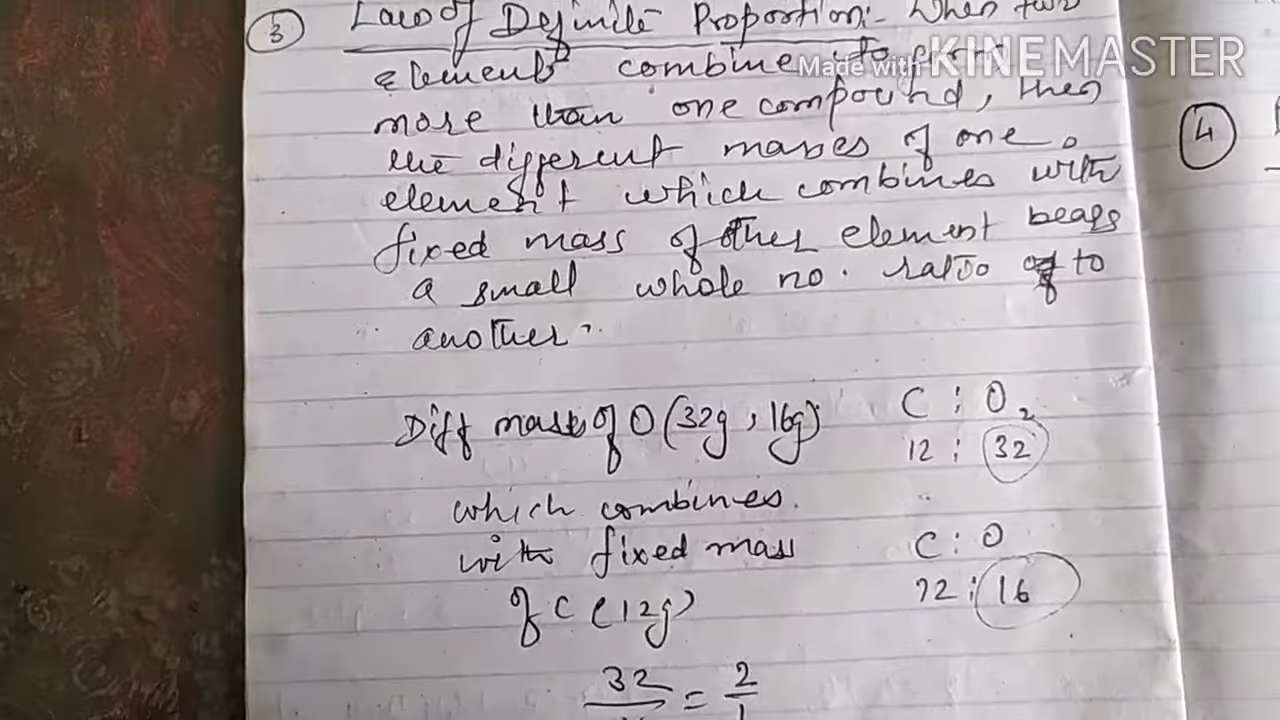 3 Law of Definite Proportion:- When two
elements combine to form
more than one compound, then
the different masses of one
element which combines with
fixed mass of other element bears
a small whole no. ratio to
another.
Diff mass of O (32g, 16g)
C : O2
12 : 32
which combines
with fixed mass
of C (12g)
C : O
12 : 16
32 = 2
1
4
Made with KINEMASTER